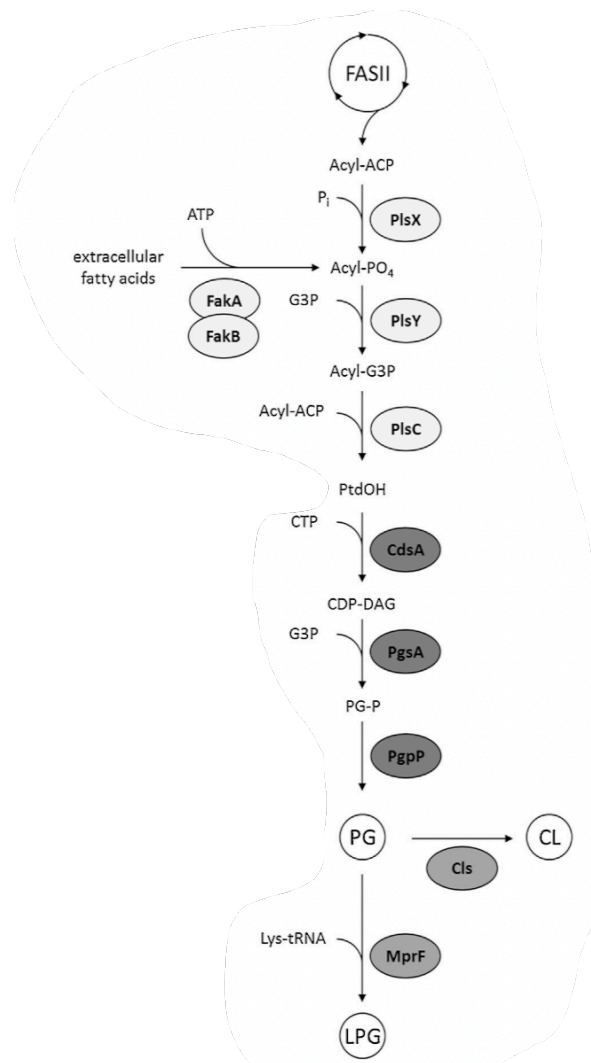 FASII
Acyl-ACP
Pi
PlsX
ATP
extracellular
fatty acids
Acyl-PO4
FakA
FakB
G3P
PlsY
Acyl-G3P
Acyl-ACP
PlsC
PtdOH
CTP
CdsA
CDP-DAG
G3P
PgsA
PG-P
PgpP
PG
CL
Cls
Lys-tRNA
MprF
LPG